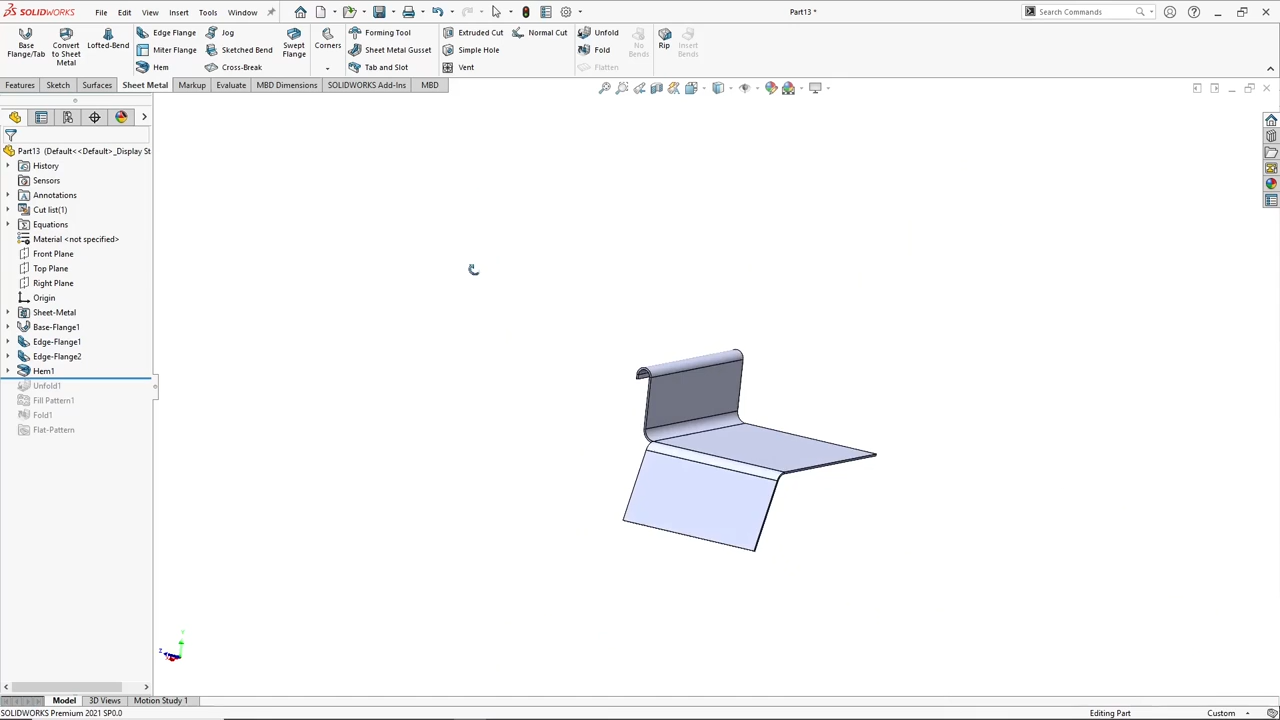 SOLIDWORKS File Edit View Insert Tools Window Part13 * Search Commands
Base Flange/Tab Convert to Sheet Metal Lofted-Bend Edge Flange Miter Flange Hem Jog Sketched Bend Cross-Break Swept Flange Corners Forming Tool Sheet Metal Gusset Tab and Slot Extruded Cut Simple Hole Vent Normal Cut Unfold Fold Flatten No Bends Rip Insert Bends
Features Sketch Surfaces Sheet Metal Markup Evaluate MBD Dimensions SOLIDWORKS Add-Ins MBD
Part13 (Default<<Default>_Display St
History
Sensors
Annotations
Cut list(1)
Equations
Material <not specified>
Front Plane
Top Plane
Right Plane
Origin
Sheet-Metal
Base-Flange1
Edge-Flange1
Edge-Flange2
Hem1
Unfold1
Fill Pattern1
Fold1
Flat-Pattern
Y
Z
Model 3D Views Motion Study 1
SOLIDWORKS Premium 2021 SP0.0 Editing Part Custom